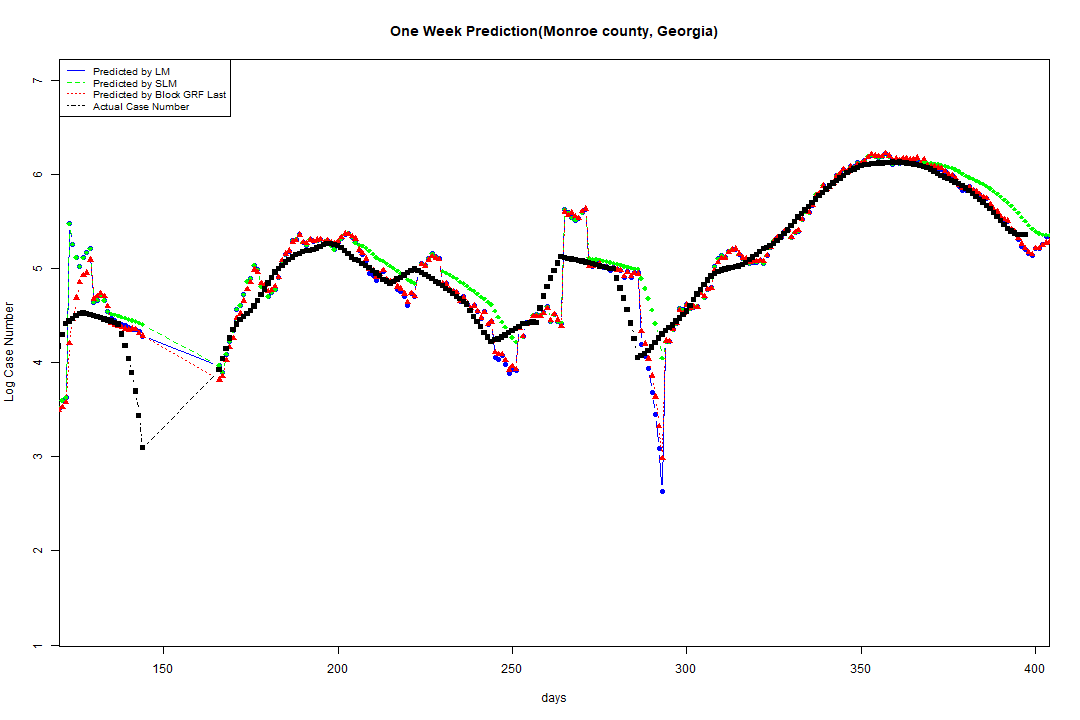 One Week Prediction(Monroe county, Georgia)
Predicted by LM
Predicted by SLM
Predicted by Block GRF Last
Actual Case Number
7
6
5
4
3
2
1
Log Case Number
150 200 250 300 350 400
days